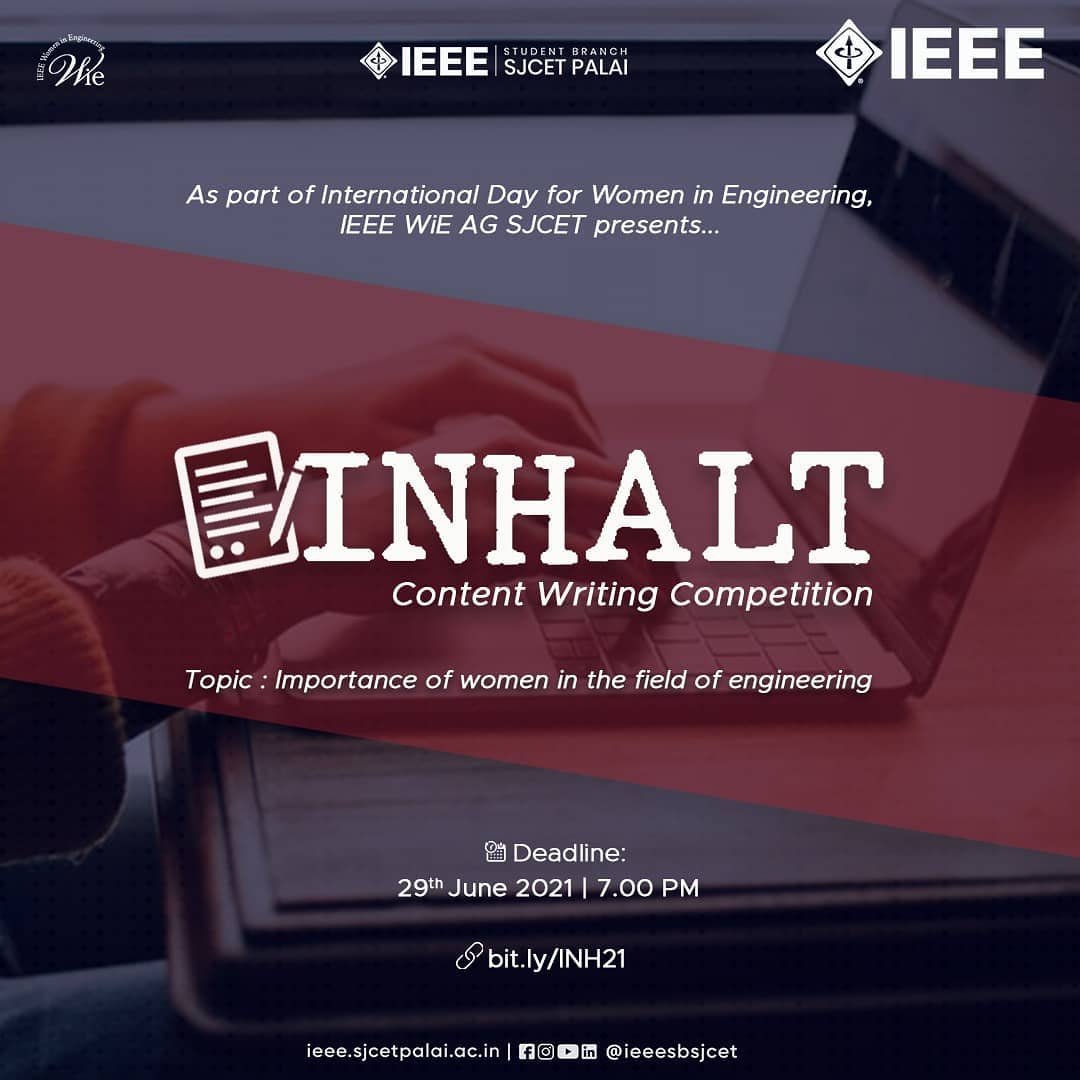 IEEE Women in Engineering
WiE
IEEE | STUDENT BRANCH
SJCET PALAI
IEEE
As part of International Day for Women in Engineering,
IEEE WiE AG SJCET presents...
INHALT
Content Writing Competition
Topic : Importance of women in the field of engineering
Deadline:
29th June 2021 | 7.00 PM
bit.ly/INH21
ieee.sjcetpalai.ac.in | @ieeesbsjcet